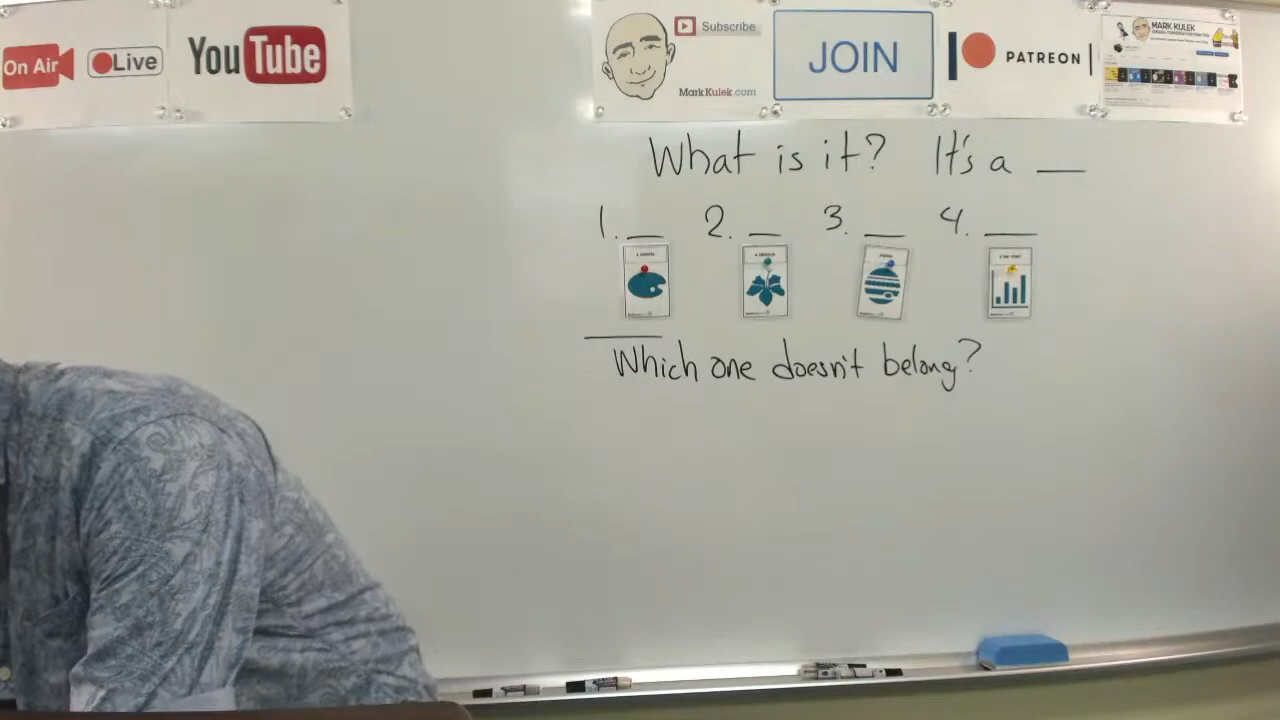 On Air
Live
YouTube
Subscribe
MarkKulek.com
JOIN
PATREON
MARK KULEK
What is it? It's a __
1. __ 2. __ 3. __ 4. __
Which one doesn't belong?